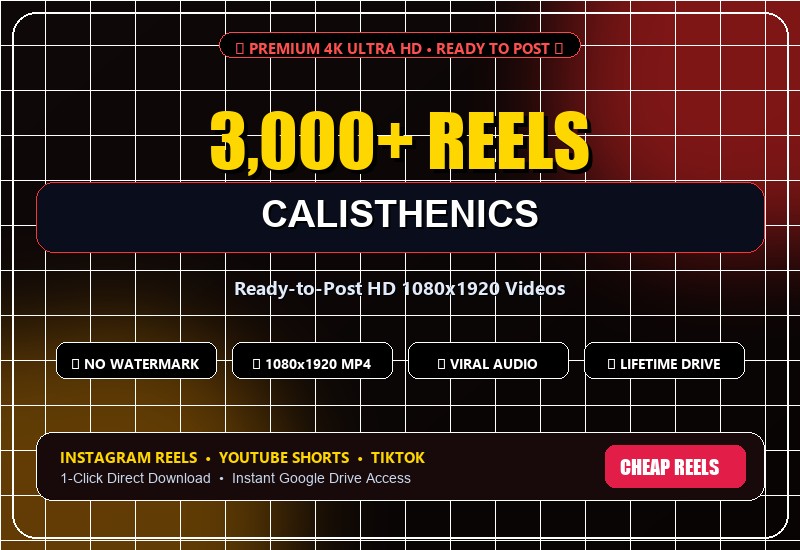 PREMIUM 4K ULTRA HD • READY TO POST
3,000+ REELS
CALISTHENICS
Ready-to-Post HD 1080x1920 Videos
NO WATERMARK
1080x1920 MP4
VIRAL AUDIO
LIFETIME DRIVE
INSTAGRAM REELS • YOUTUBE SHORTS • TIKTOK
1-Click Direct Download • Instant Google Drive Access
CHEAP REELS